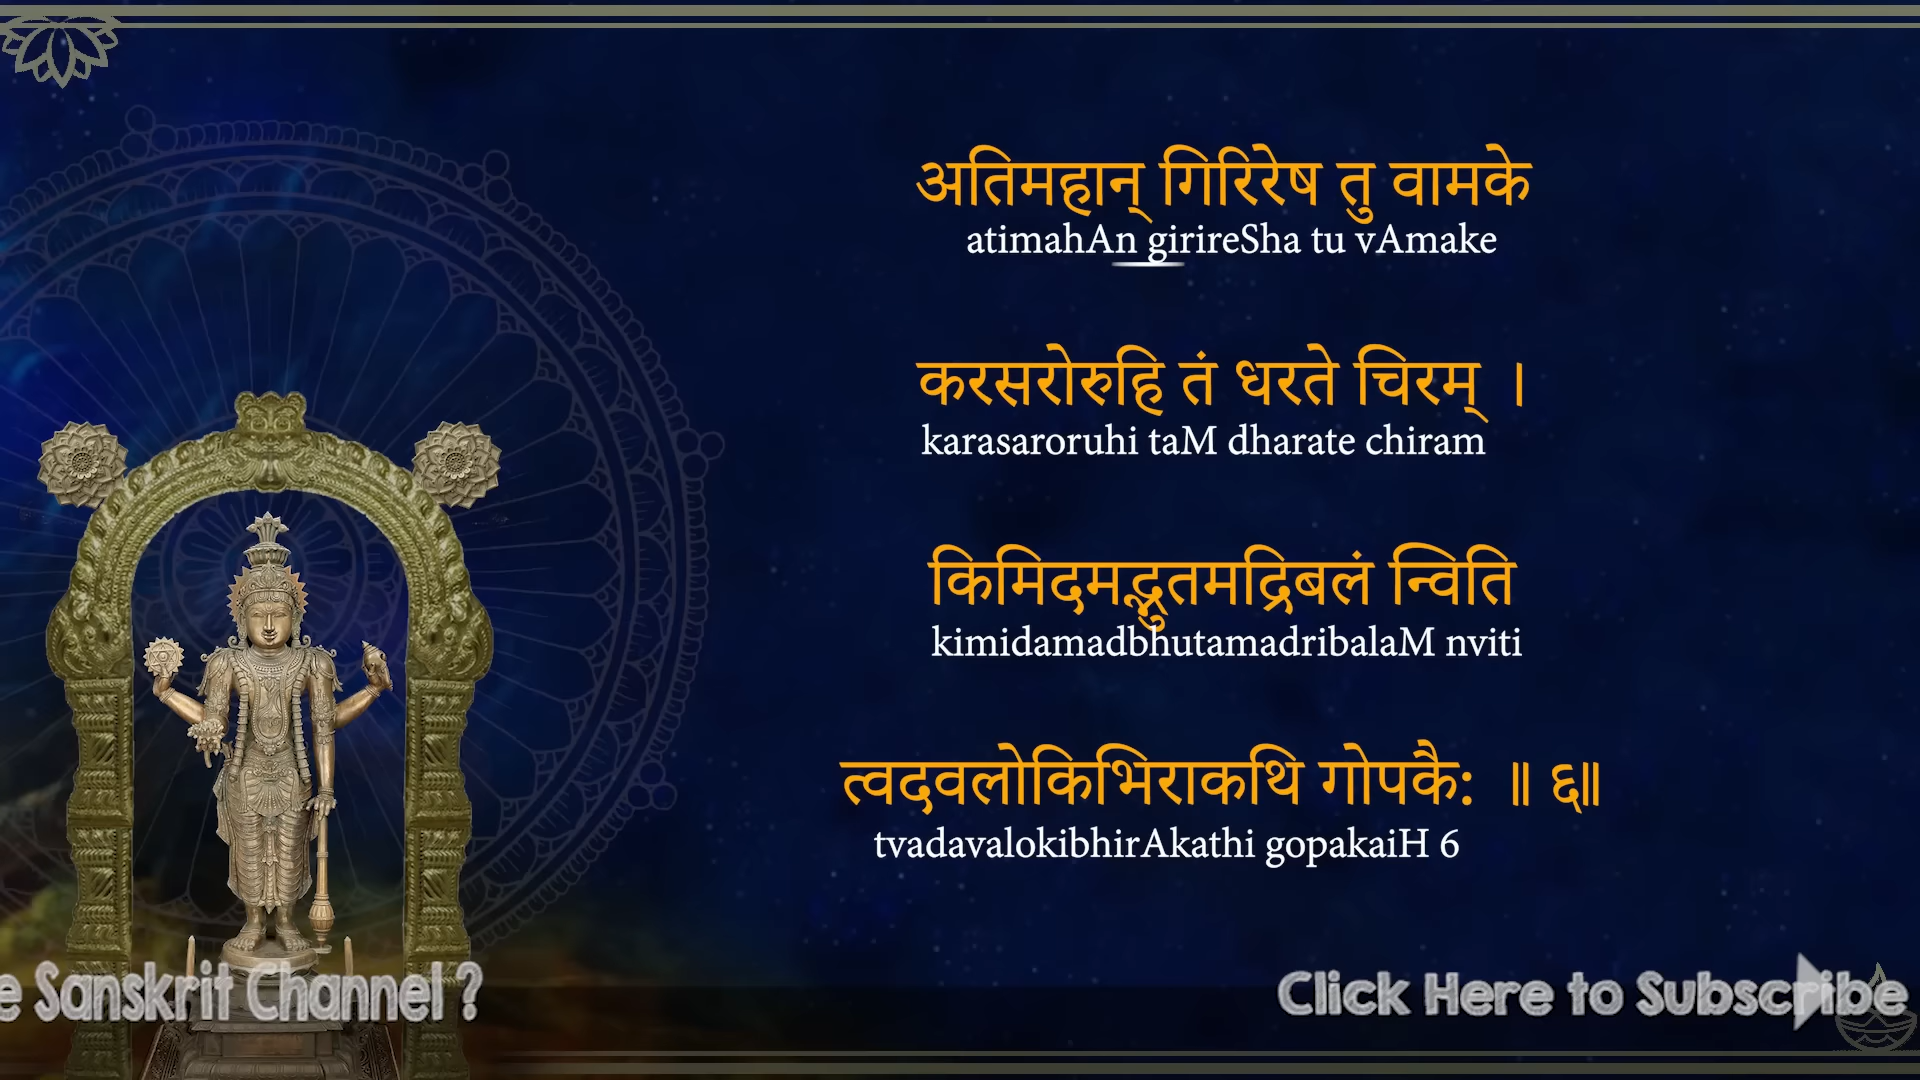 अतिमहान् गिरिरेष तु वामके
atimahAn girireSha tu vAmake
करसरोरुहि तं धरते चिरम् ।
karasaroruhi taM dharate chiram
किमिदमद्भुतमद्रिबलं न्विति
kimidamadbhutamadribalaM nviti
त्वदवलोकिभिराकथि गोपकैः ॥ ६॥
tvadavalokibhirAkathi gopakaiH 6
e Sanskrit Channel ?
Click Here to Subscribe